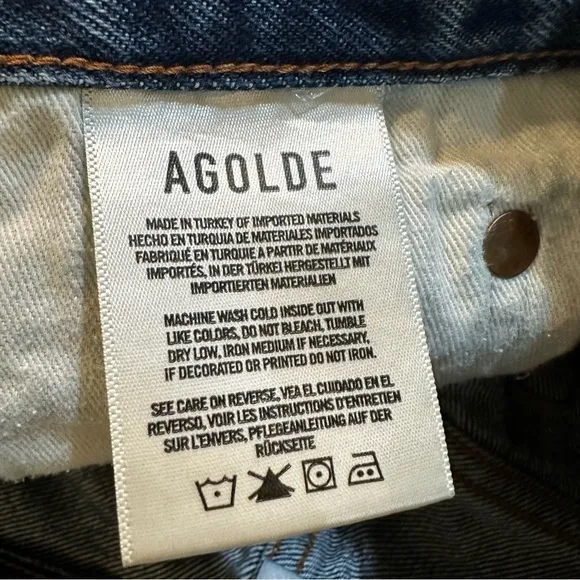 AGOLDE
MADE IN TURKEY OF IMPORTED MATERIALS
HECHO EN TURQUIA DE MATERIALES IMPORTADOS
FABRIQUÉ EN TURQUIE A PARTIR DE MATÉRIAUX
IMPORTÉS, IN DER TÜRKEI HERGESTELLT MIT
IMPORTIERTEN MATERIALIEN
MACHINE WASH COLD INSIDE OUT WITH
LIKE COLORS, DO NOT BLEACH, TUMBLE
DRY LOW, IRON MEDIUM IF NECESSARY,
IF DECORATED OR PRINTED DO NOT IRON.
SEE CARE ON REVERSE, VEA EL CUIDADO EN EL
REVERSO, VOIR LES INSTRUCTIONS D'ENTRETIEN
SUR L'ENVERS, PFLEGEANLEITUNG AUF DER
RÜCKSEITE